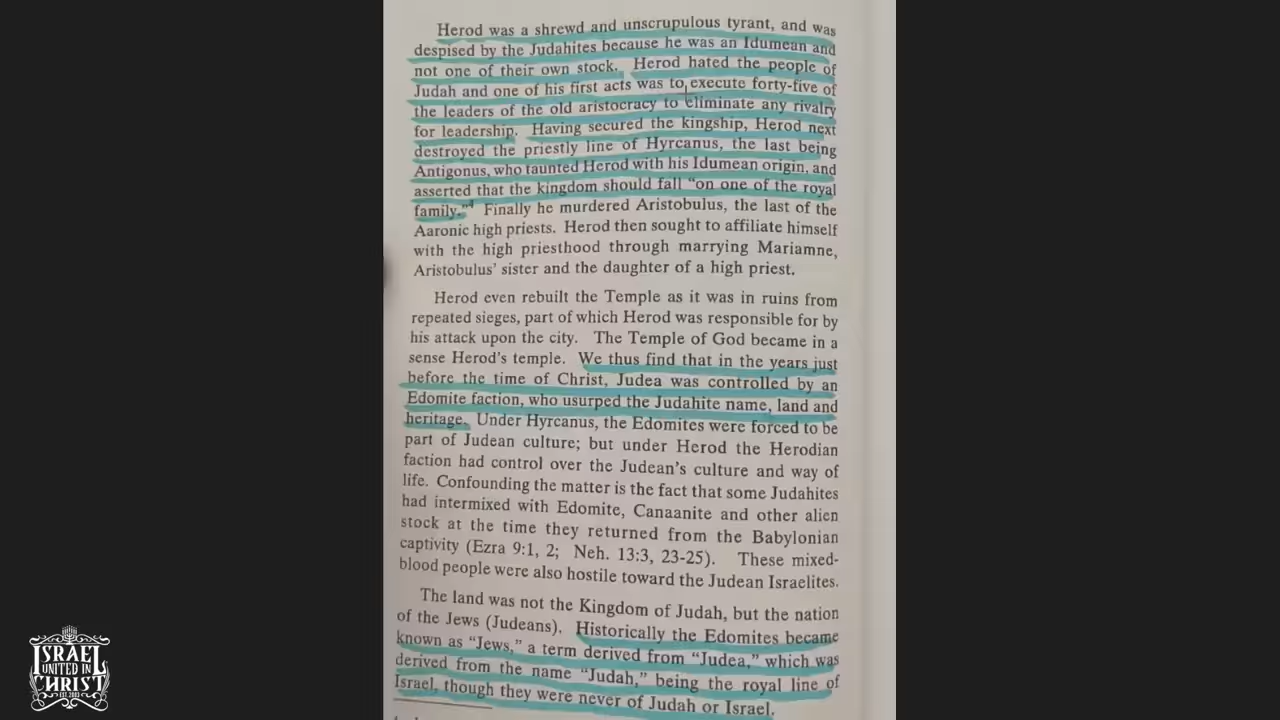 Herod was a shrewd and unscrupulous tyrant, and was
despised by the Judahites because he was an Idumean and
not one of their own stock. Herod hated the people of
Judah and one of his first acts was to execute forty-five of
the leaders of the old aristocracy to eliminate any rivalry
for leadership. Having secured the kingship, Herod next
destroyed the priestly line of Hyrcanus, the last being
Antigonus, who taunted Herod with his Idumean origin, and
asserted that the kingdom should fall "on one of the royal
family."4 Finally he murdered Aristobulus, the last of the
Aaronic high priests. Herod then sought to affiliate himself
with the high priesthood through marrying Mariamne,
Aristobulus' sister and the daughter of a high priest.
Herod even rebuilt the Temple as it was in ruins from
repeated sieges, part of which Herod was responsible for by
his attack upon the city. The Temple of God became in a
sense Herod's temple. We thus find that in the years just
before the time of Christ, Judea was controlled by an
Edomite faction, who usurped the Judahite name, land and
heritage. Under Hyrcanus, the Edomites were forced to be
part of Judean culture; but under Herod the Herodian
faction had control over the Judean's culture and way of
life. Confounding the matter is the fact that some Judahites
had intermixed with Edomite, Canaanite and other alien
stock at the time they returned from the Babylonian
captivity (Ezra 9:1, 2; Neh. 13:3, 23-25). These mixed-
blood people were also hostile toward the Judean Israelites.
The land was not the Kingdom of Judah, but the nation
of the Jews (Judeans). Historically the Edomites became
known as "Jews," a term derived from "Judea," which was
derived from the name "Judah," being the royal line of
Israel, though they were never of Judah or Israel.
ISRAEL
UNITED IN
CHRIST
EST. 2003